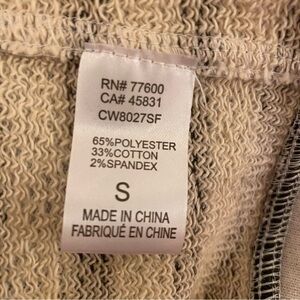 RN# 77600
CA# 45831
CW8027SF
65%POLYESTER
33%COTTON
2%SPANDEX
S
MADE IN CHINA
FABRIQUÉ EN CHINE